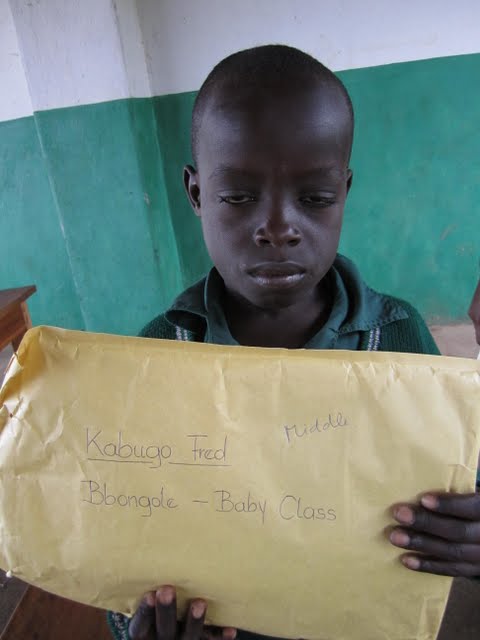 Middle
Kabugo Fred
Bbongole - Baby Class